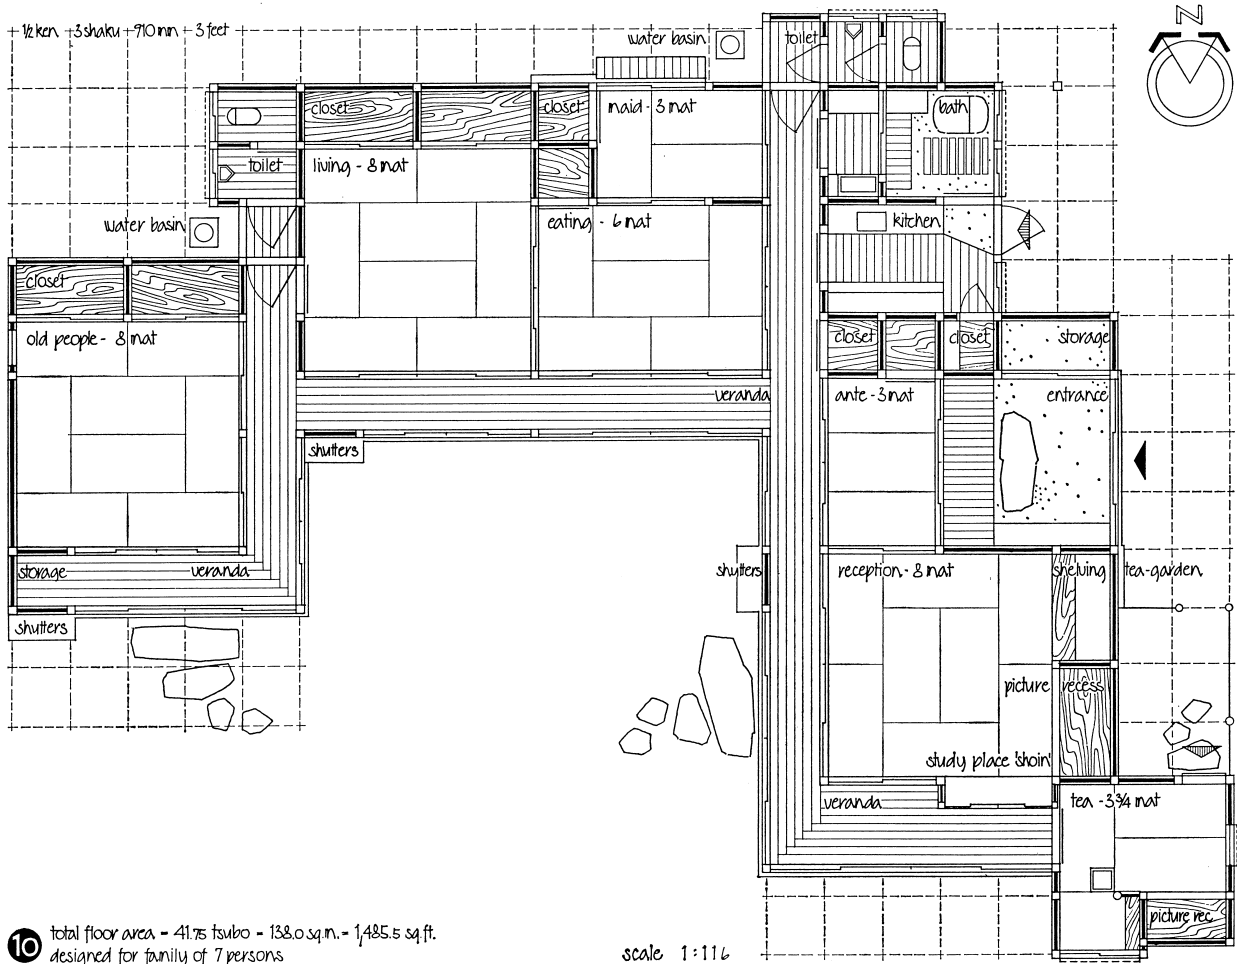 ½ ken - 3 shaku - 910 mm - 3 feet
N
water basin
toilet
closet
closet
maid - 3 mat
bath
toilet
living - 8 mat
water basin
eating - 6 mat
kitchen
closet
old people - 8 mat
closet
closet
storage
veranda
ante - 3 mat
entrance
shutters
storage
veranda
shutters
reception - 8 mat
shelving
tea-garden
shutters
picture recess
study place 'shoin'
veranda
tea - 3¾ mat
picture rec.
10
total floor area = 41.75 tsubo = 138.0 sq.m. = 1,485.5 sq.ft.
designed for family of 7 persons
scale 1:116